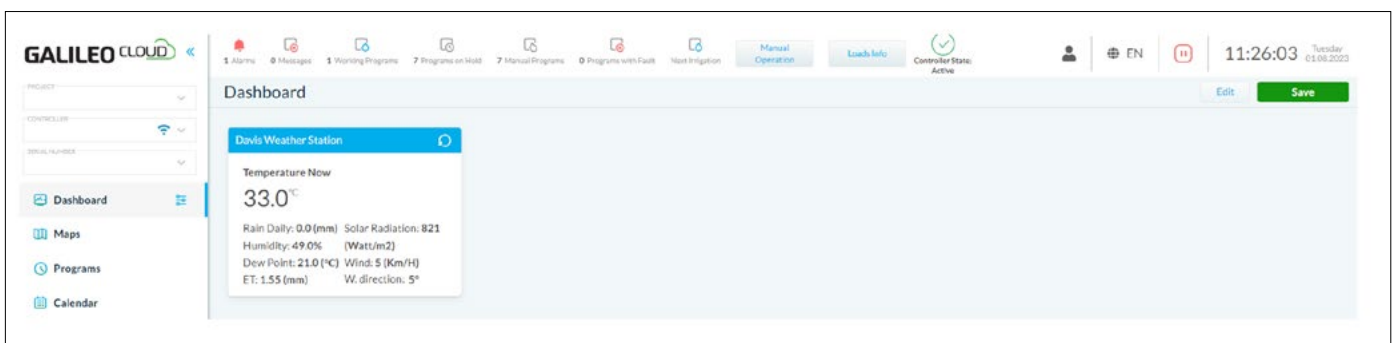 GALILEO CLOUD «
1 Alarms 0 Messages 1 Working Programs 7 Programs on Hold 7 Manual Programs 0 Programs with Fault Next Irrigation Manual Operation Loads Info Controller State: Active EN 11:26:03 Tuesday 01.08.2023
PROJECT
CONTROLLER
SERIAL NUMBER
Dashboard
Maps
Programs
Calendar
Dashboard Edit Save
Davis Weather Station
Temperature Now
33.0°C
Rain Daily: 0.0 (mm) Solar Radiation: 821
Humidity: 49.0% (Watt/m2)
Dew Point: 21.0 (°C) Wind: 5 (Km/H)
ET: 1.55 (mm) W. direction: 5°